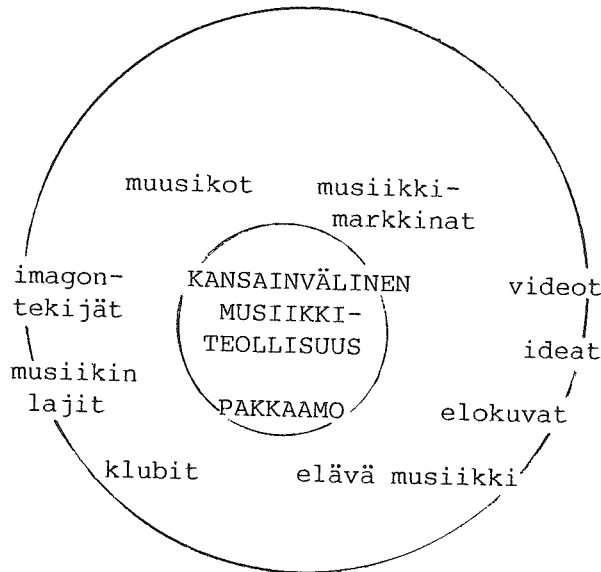 muusikot
musiikki-
markkinat
imagon-
tekijät
KANSAINVÄLINEN
MUSIIKKI-
TEOLLISUUS
videot
ideat
musiikin
lajit
PAKKAAMO
elokuvat
klubit
elävä musiikki